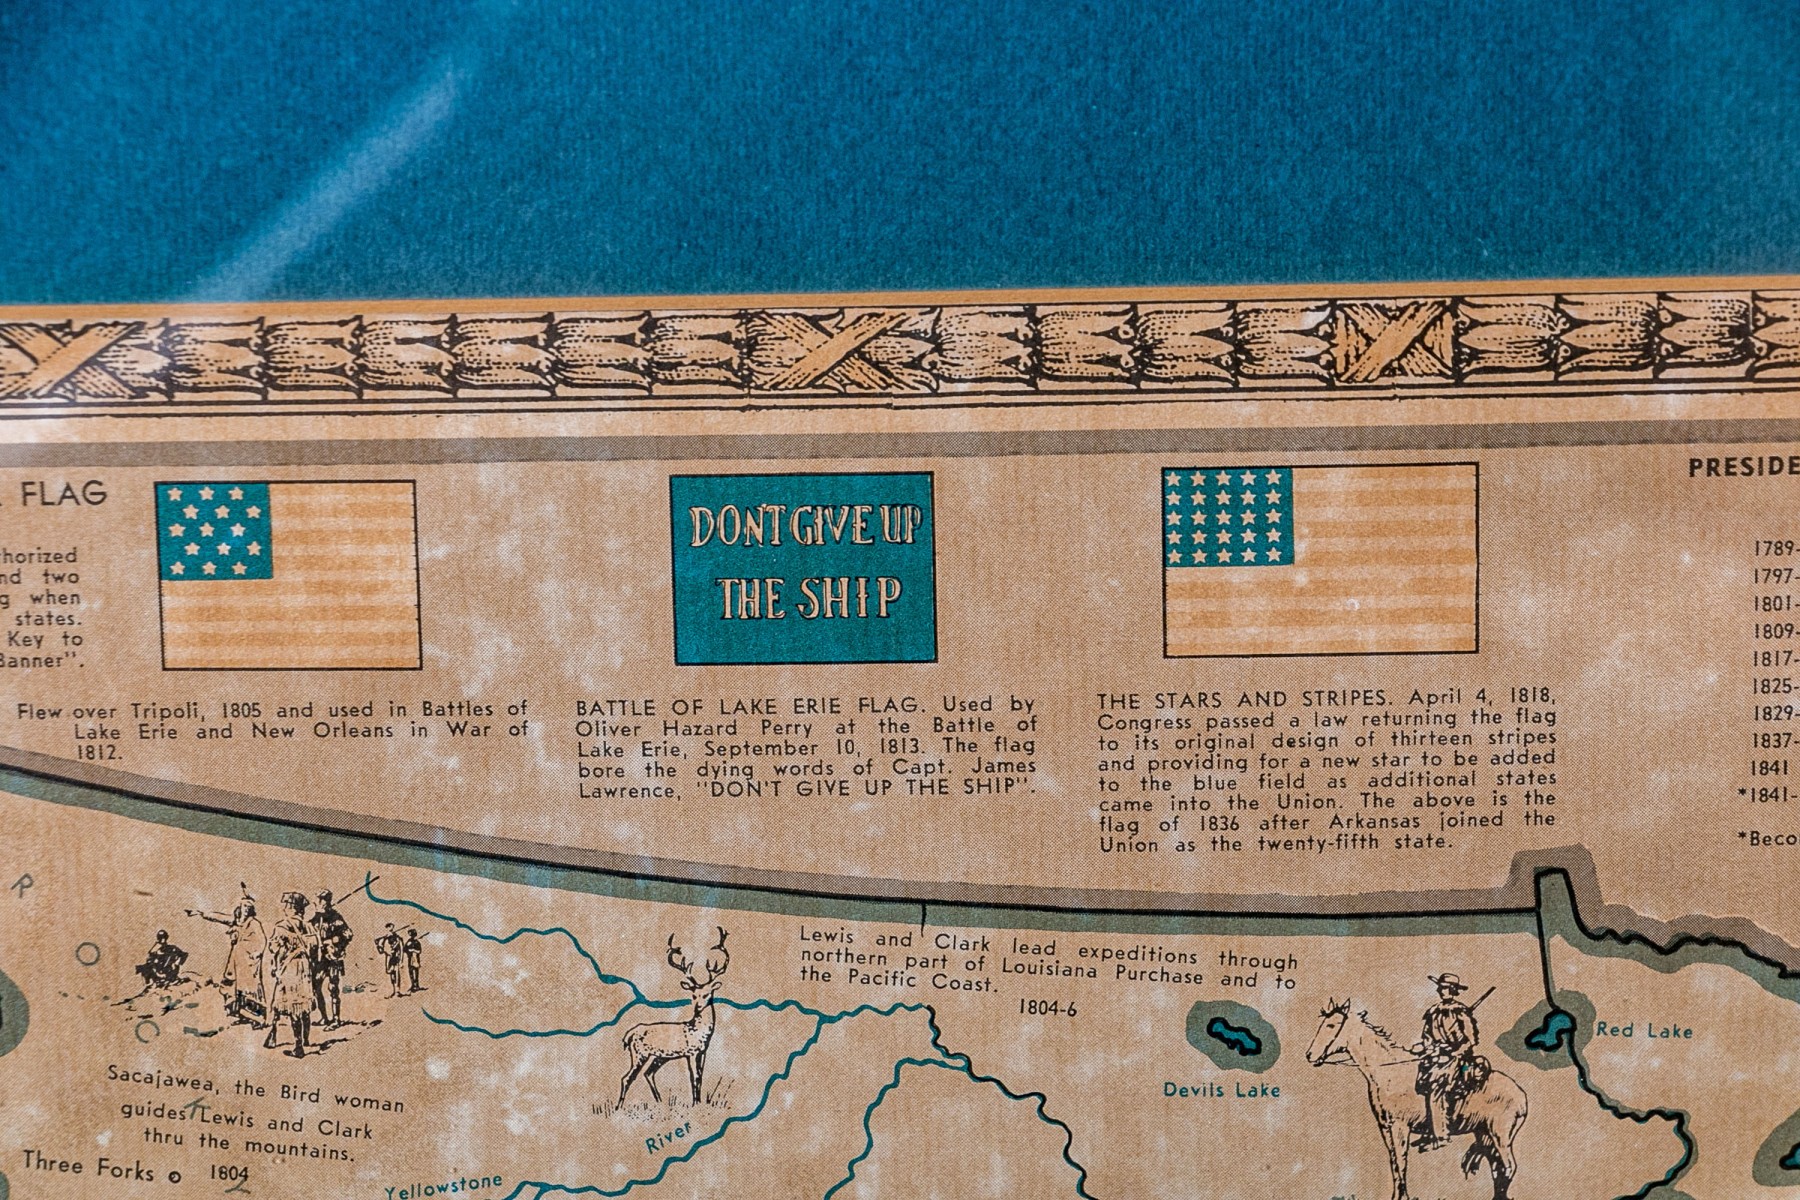 FLAG
and two
when
states.
Key to
Banner".
Flew over Tripoli, 1805 and used in Battles of
Lake Erie and New Orleans in War of
1812.
DONT GIVE UP
THE SHIP
BATTLE OF LAKE ERIE FLAG. Used by
Oliver Hazard Perry at the Battle of
Lake Erie, September 10, 1813. The flag
bore the dying words of Capt. James
Lawrence, "DON'T GIVE UP THE SHIP".
THE STARS AND STRIPES. April 4, 1818,
Congress passed a law returning the flag
to its original design of thirteen stripes
and providing for a new star to be added
to the blue field as additional states
came into the Union. The above is the
flag of 1836 after Arkansas joined the
Union as the twenty-fifth state.
PRESIDE
1789-
1797-
1801-
1809-
1817-
1825-
1829-
1837-
1841
*1841-
*Beco
R
Lewis and Clark lead expeditions through
northern part of Louisiana Purchase and to
the Pacific Coast.
1804-6
Sacajawea, the Bird woman
guides Lewis and Clark
thru the mountains.
Three Forks 1804
River
Yellowstone
Devils Lake
Red Lake